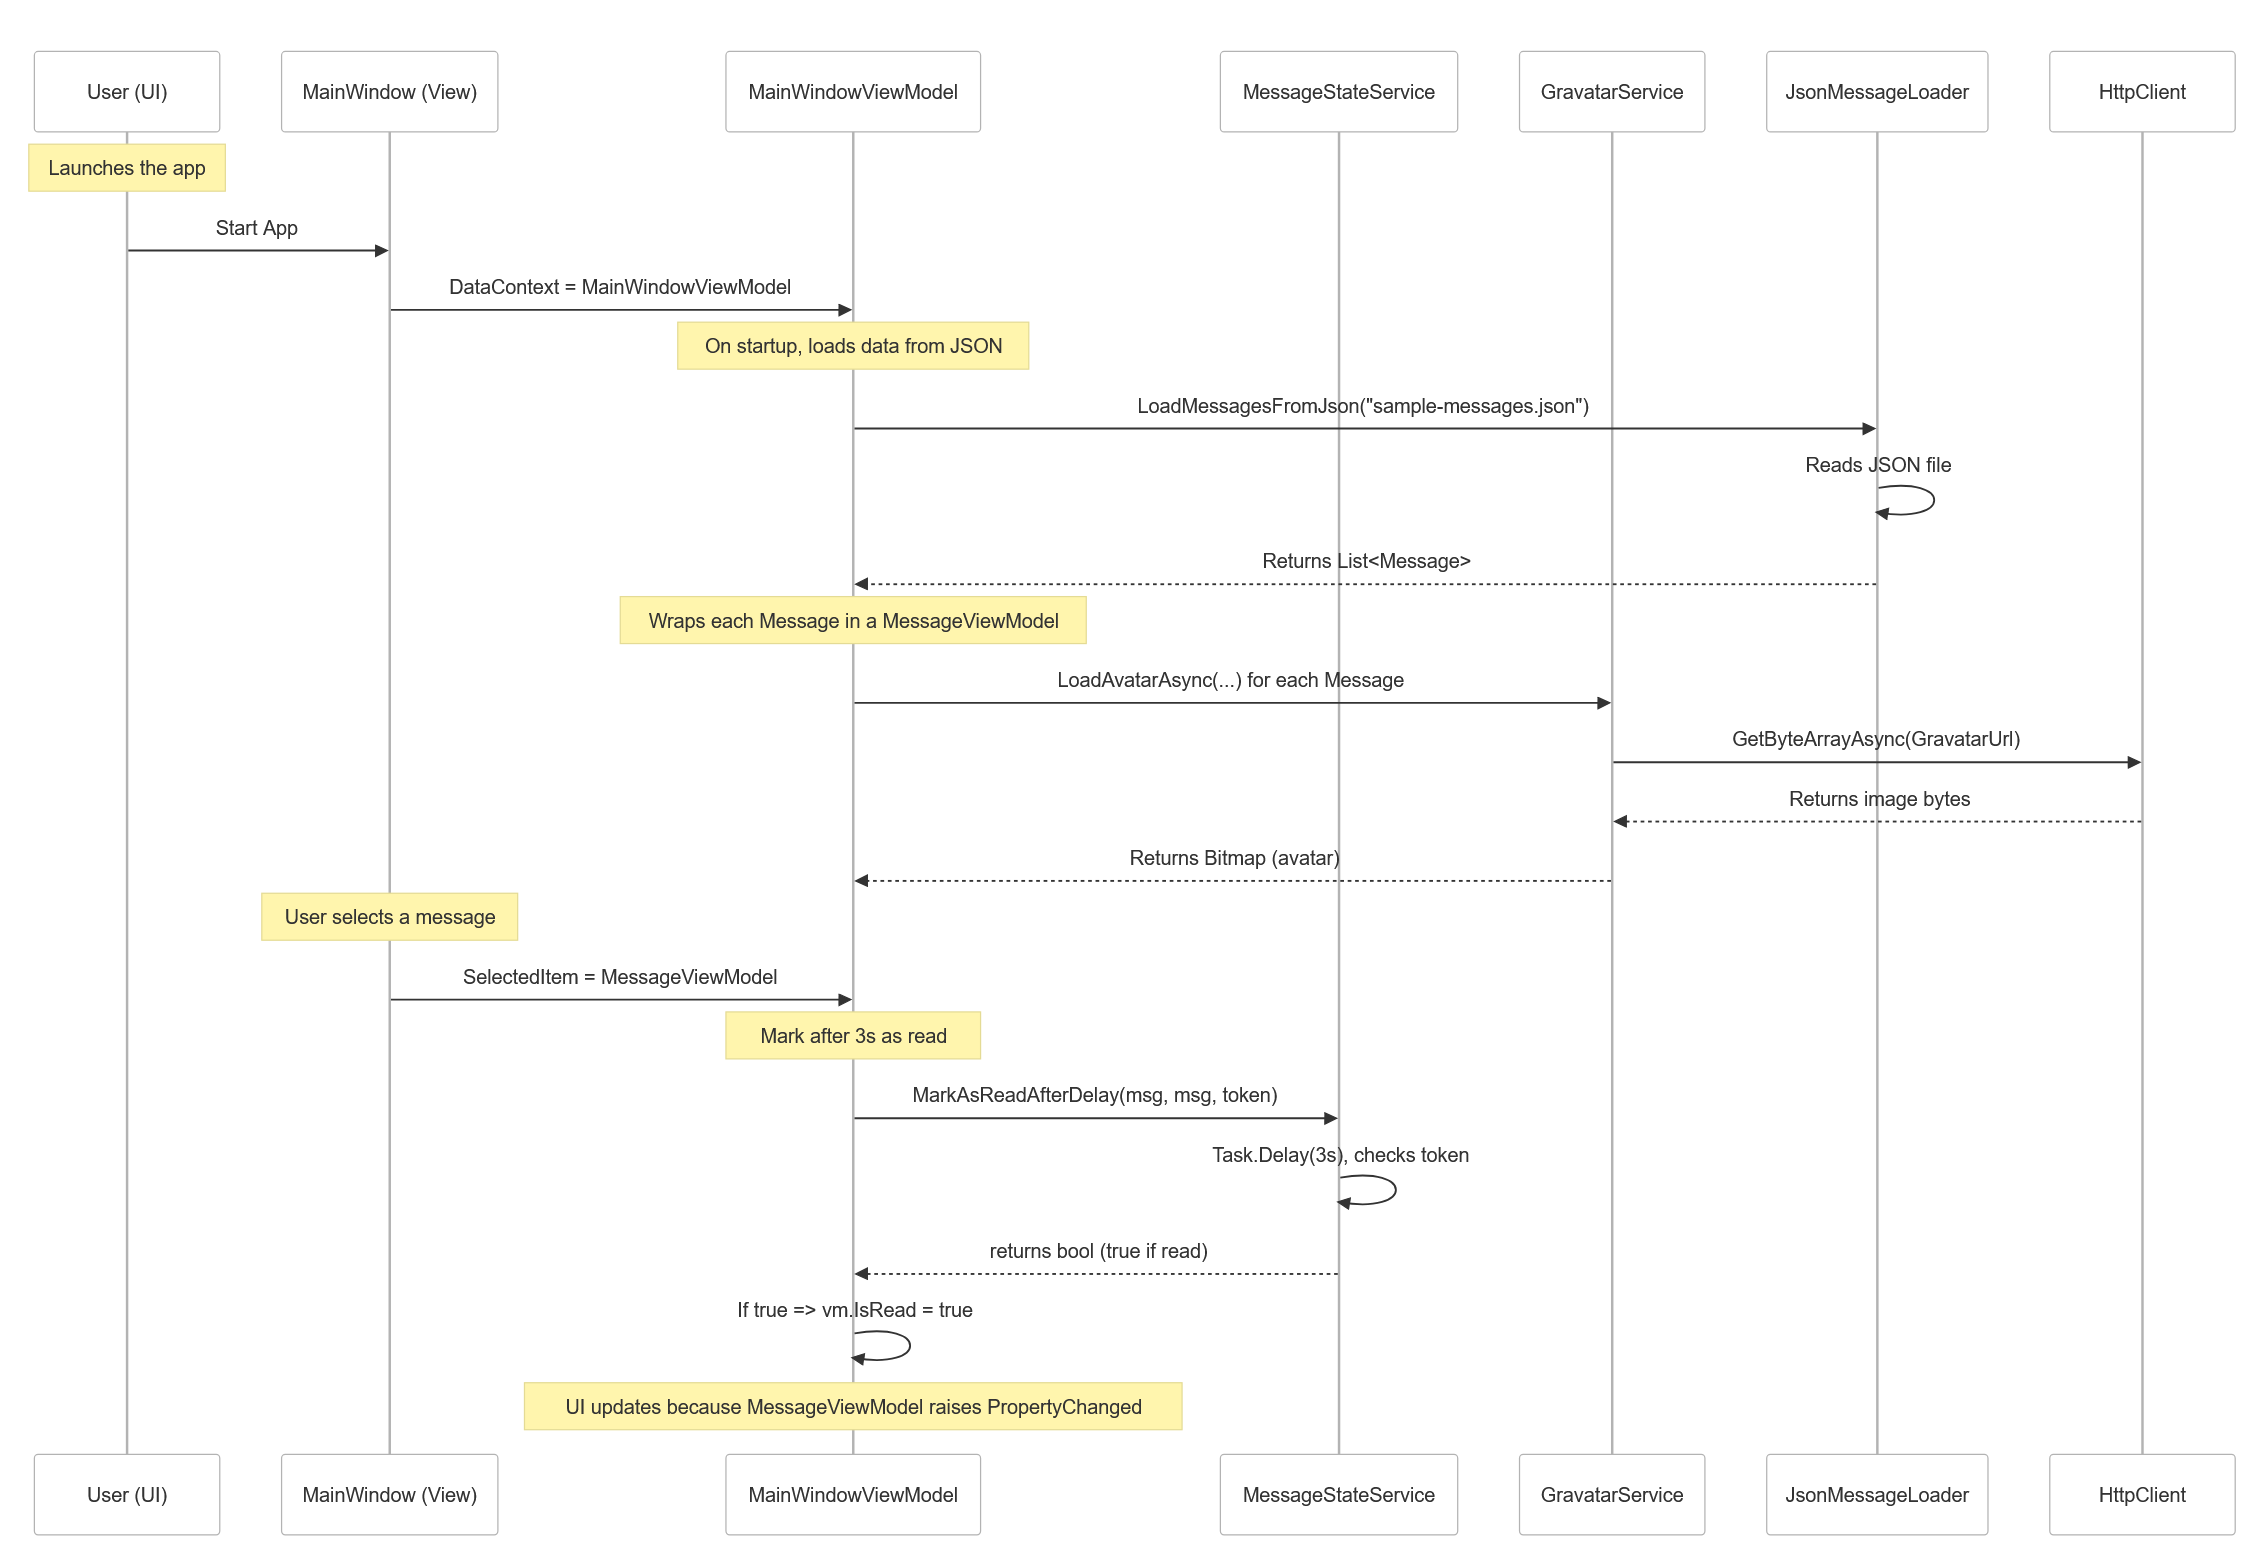 User (UI)
MainWindow (View)
MainWindowViewModel
MessageStateService
GravatarService
JsonMessageLoader
HttpClient
Launches the app
Start App
DataContext = MainWindowViewModel
On startup, loads data from JSON
LoadMessagesFromJson("sample-messages.json")
Reads JSON file
Returns List<Message>
Wraps each Message in a MessageViewModel
LoadAvatarAsync(...) for each Message
GetByteArrayAsync(GravatarUrl)
Returns image bytes
Returns Bitmap (avatar)
User selects a message
SelectedItem = MessageViewModel
Mark after 3s as read
MarkAsReadAfterDelay(msg, msg, token)
Task.Delay(3s), checks token
returns bool (true if read)
If true => vm.IsRead = true
UI updates because MessageViewModel raises PropertyChanged
User (UI)
MainWindow (View)
MainWindowViewModel
MessageStateService
GravatarService
JsonMessageLoader
HttpClient